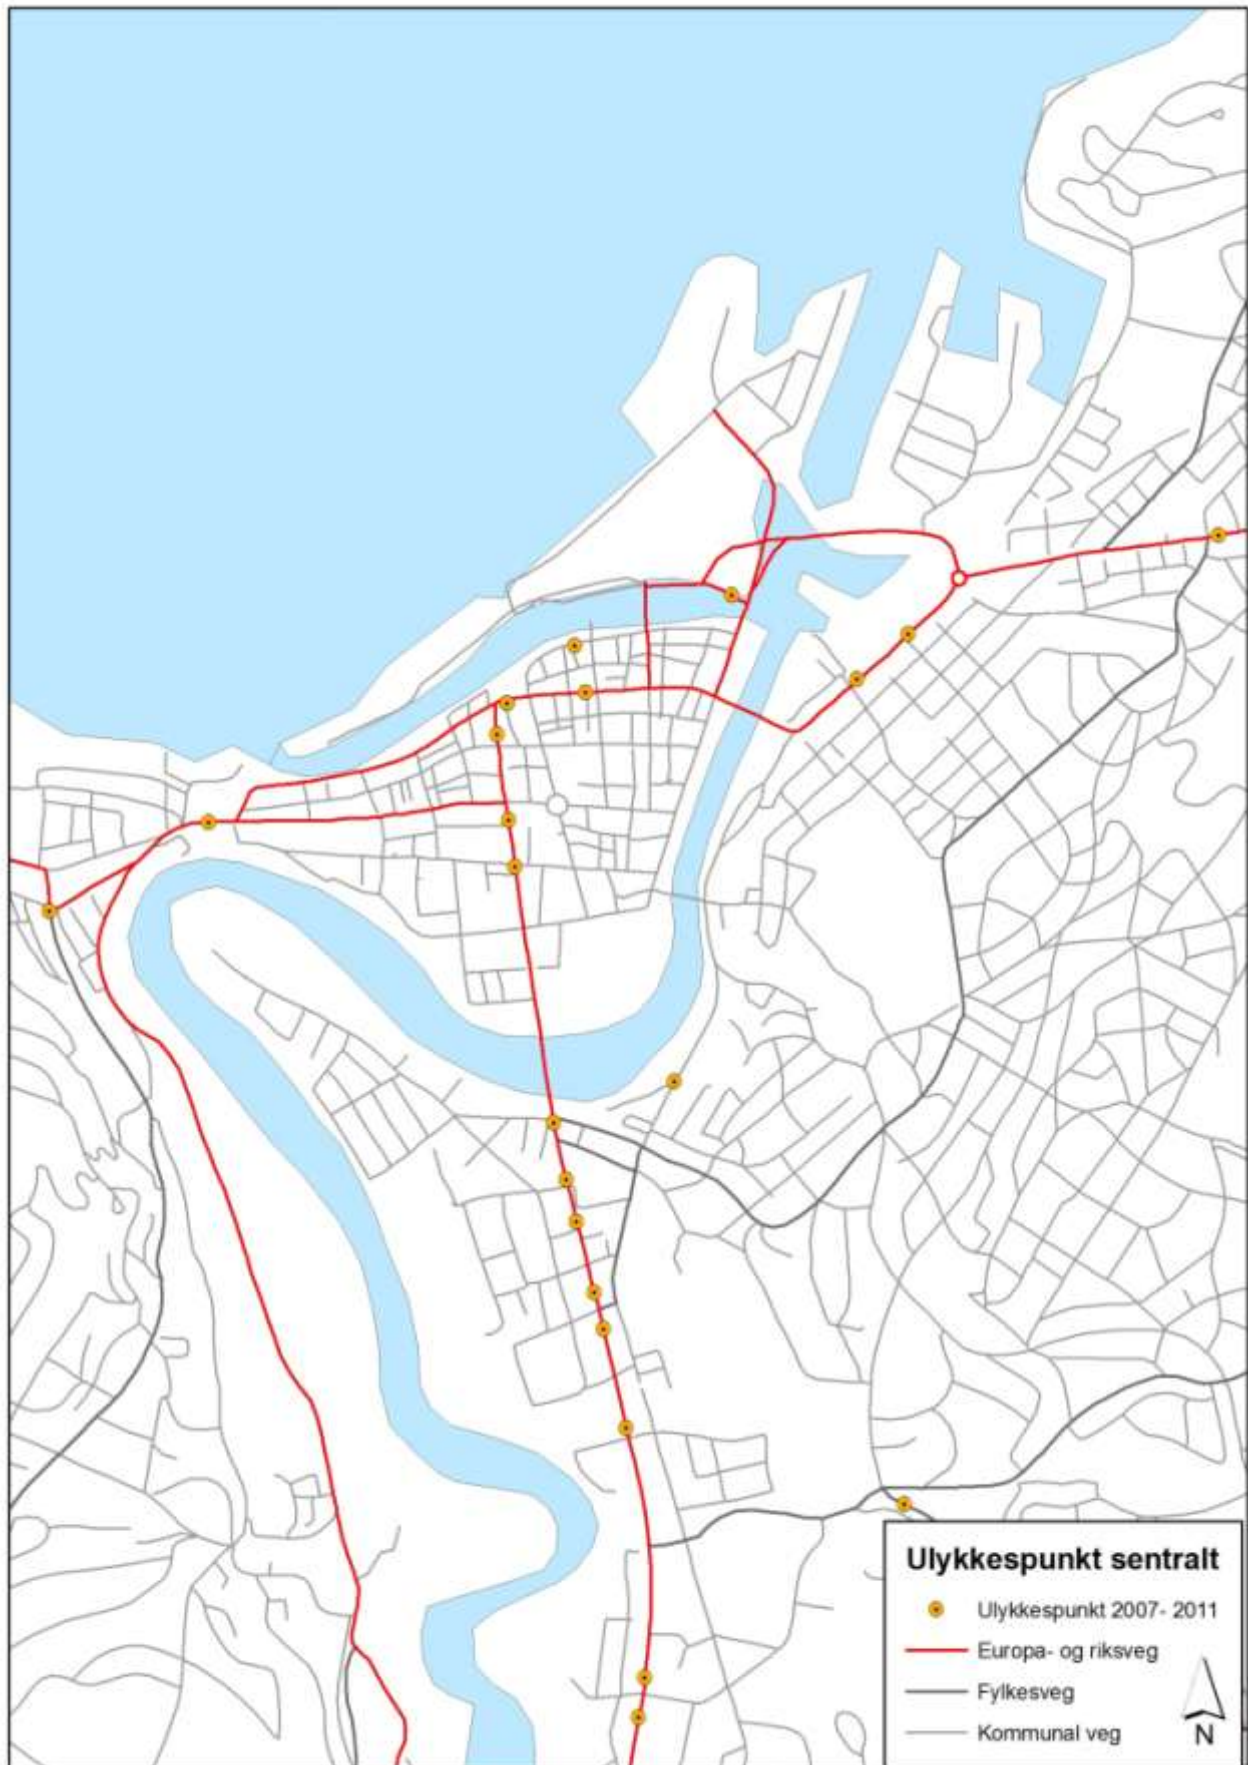 Ulykkespunkt sentralt
Ulykkespunkt 2007- 2011
Europa- og riksveg
Fylkesveg
Kommunal veg
N